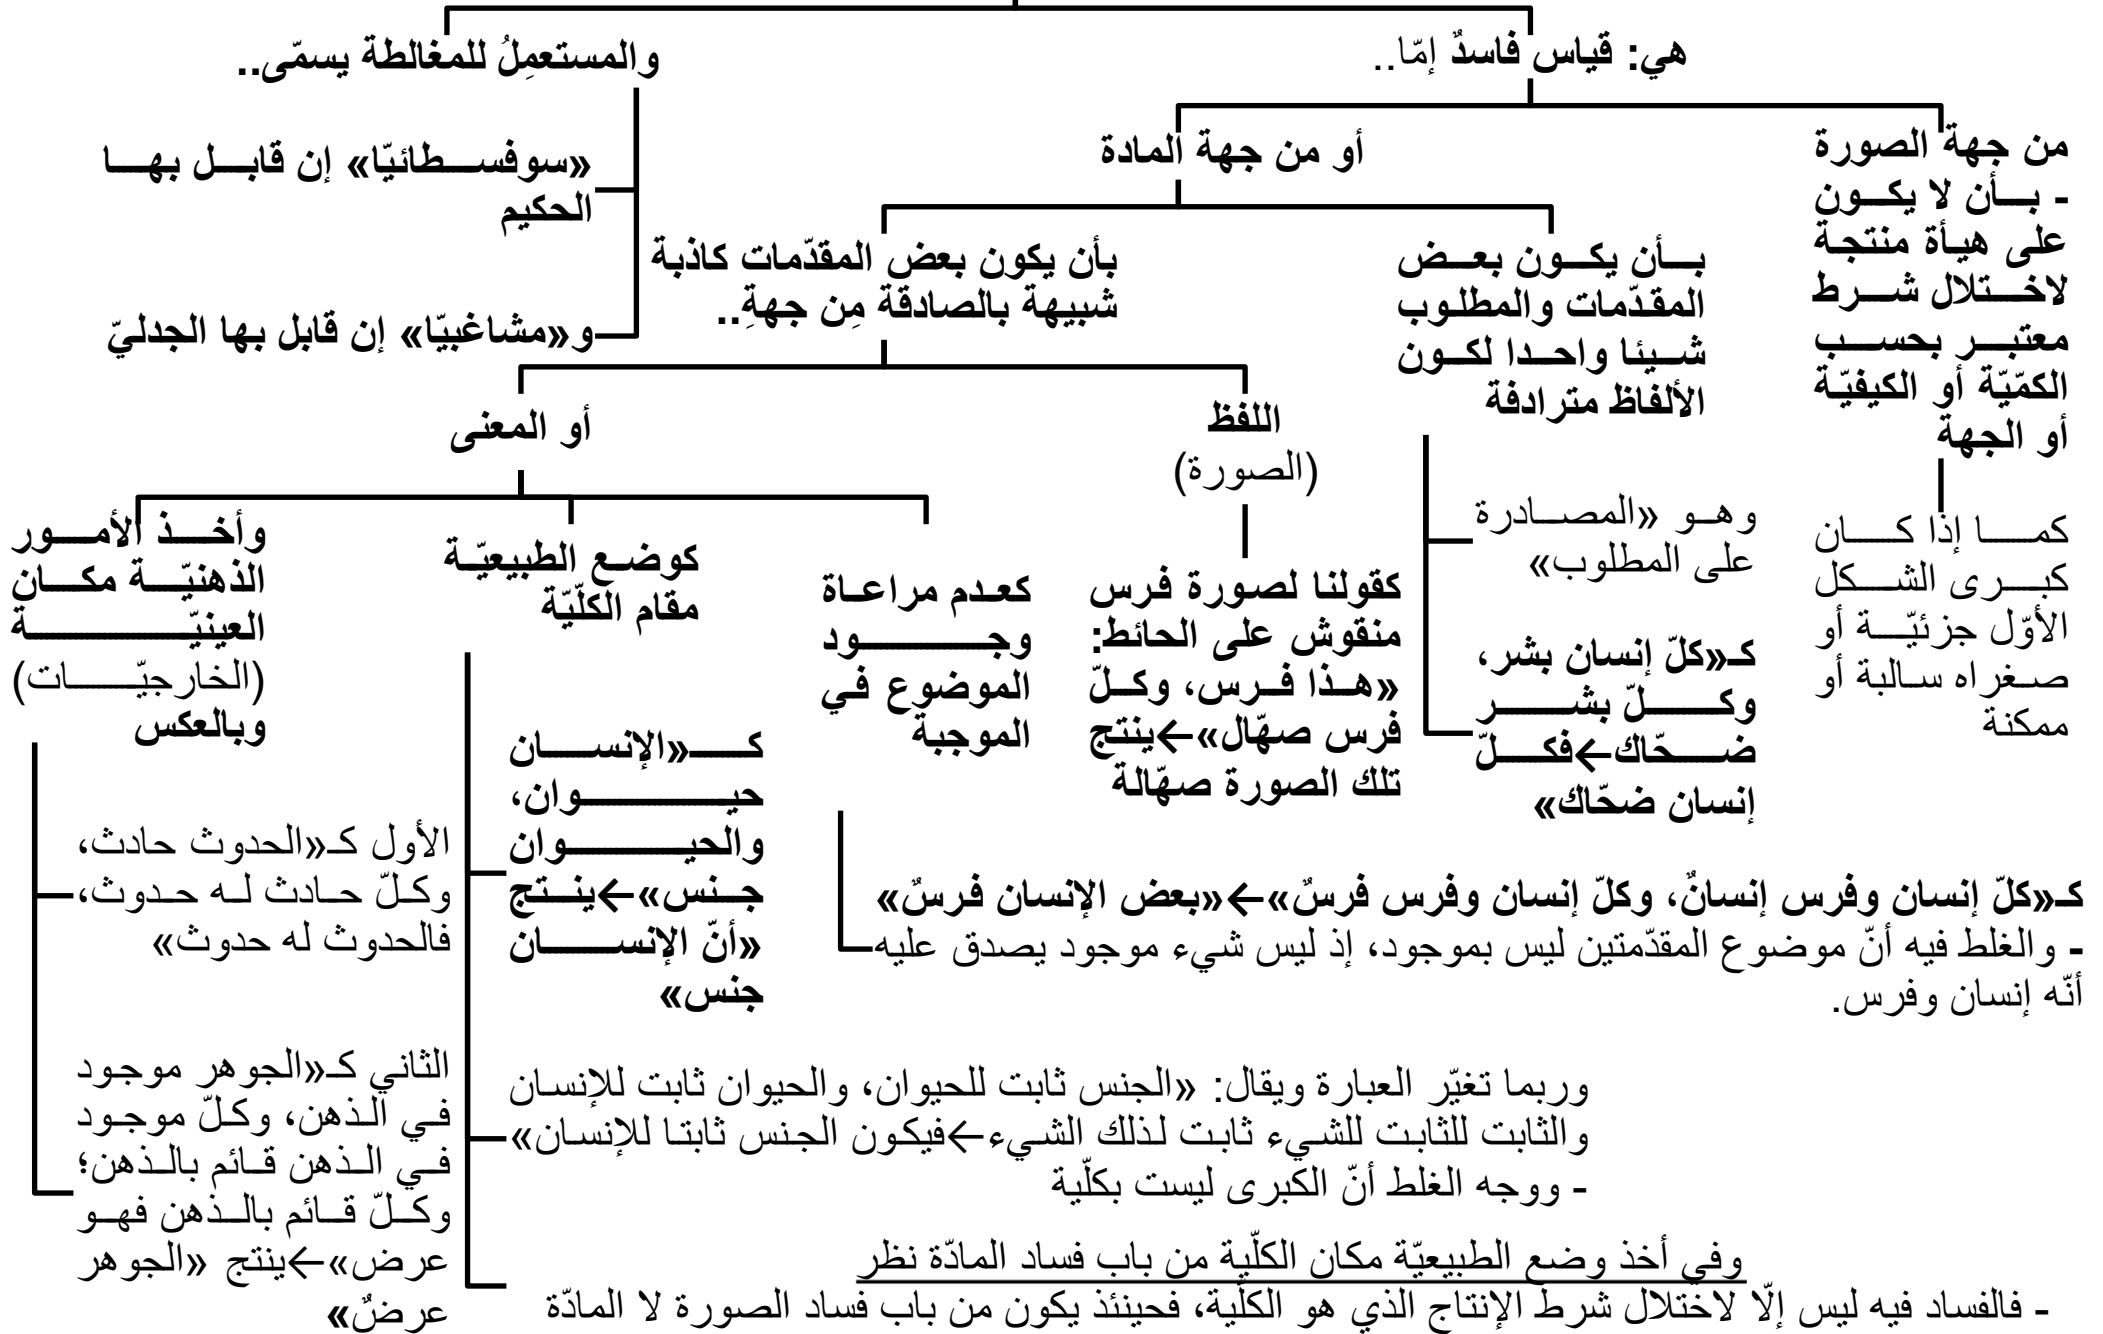 هي: قياس فاسدٌ إمّا..
والمستعمِلُ للمغالطة يسمّى..
من جهة الصورة
- بأن لا يكون
على هيأة منتجة
لاختلال شرط
معتبر بحسب
الكمّيّة أو الكيفيّة
أو الجهة
كما إذا كان
كبرى الشكل
الأوّل جزئيّة أو
صغراه سالبة أو
ممكنة
أو من جهة المادة
بأن يكون بعض
المقدّمات والمطلوب
شيئا واحدا لكون
الألفاظ مترادفة
وهو «المصادرة
على المطلوب»
كـ«كلّ إنسان بشر،
وكلّ بشر
ضحّاك←فكلّ
إنسان ضحّاك»
بأن يكون بعض المقدّمات كاذبة
شبيهة بالصادقة مِن جهةِ..
اللفظ
(الصورة)
كقولنا لصورة فرس
منقوش على الحائط:
«هذا فرس، وكلّ
فرس صهّال»←ينتج
تلك الصورة صهّالة
أو المعنى
كعدم مراعاة
وجود
الموضوع في
الموجبة
كـ«كلّ إنسان وفرس إنسانٌ، وكلّ إنسان وفرس فرسٌ»←«بعض الإنسان فرسٌ»
- والغلط فيه أنّ موضوع المقدّمتين ليس بموجود، إذ ليس شيء موجود يصدق عليه
أنّه إنسان وفرس.
كوضع الطبيعيّة
مقام الكلّيّة
كـ«الإنسان
حيوان،
والحيوان
جنس»←ينتج
«أنّ الإنسان
جنس»
وربما تغيّر العبارة ويقال: «الجنس ثابت للحيوان، والحيوان ثابت للإنسان
والثابت للثابت للشيء ثابت لذلك الشيء←فيكون الجنس ثابتا للإنسان»
- ووجه الغلط أنّ الكبرى ليست بكلّية
وفي أخذ وضع الطبيعيّة مكان الكلّية من باب فساد المادّة نظر
- فالفساد فيه ليس إلّا لاختلال شرط الإنتاج الذي هو الكلّية، فحينئذ يكون من باب فساد الصورة لا المادّة
وأخذ الأمور
الذهنيّة مكان
العينيّة
(الخارجيّات)
وبالعكس
الأول كـ«الحدوث حادث،
وكلّ حادث له حدوث،
فالحدوث له حدوث»
الثاني كـ«الجوهر موجود
في الذهن، وكلّ موجود
في الذهن قائم بالذهن؛
وكلّ قائم بالذهن فهو
عرض»←ينتج «الجوهر
عرضٌ»
«سوفسطائيّا» إن قابل بها
الحكيم
و«مشاغبيّا» إن قابل بها الجدليّ